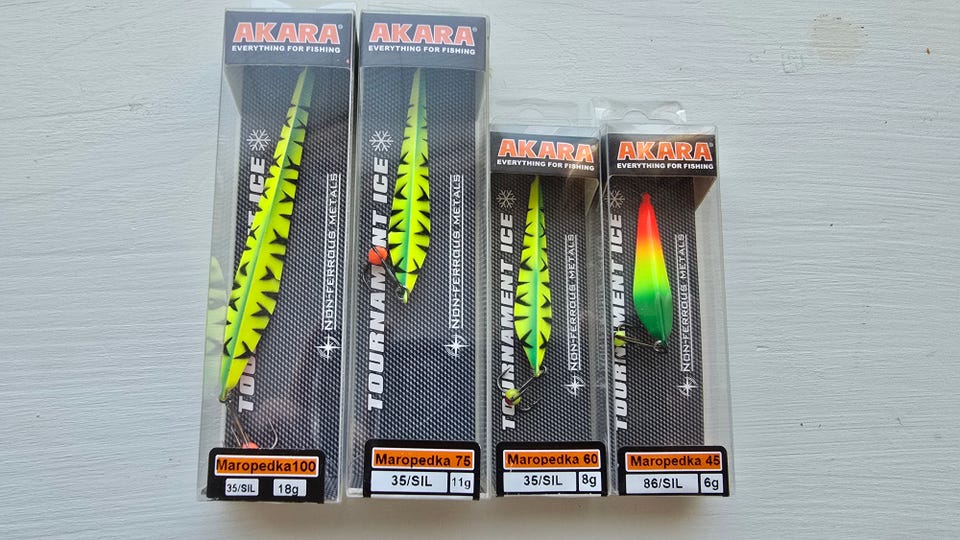 AKARA®
EVERYTHING FOR FISHING
TOURNAMENT ICE
NON-FERROUS METALS
Maropedka100
35/SIL 18g
AKARA®
EVERYTHING FOR FISHING
TOURNAMENT ICE
NON-FERROUS METALS
Maropedka 75
35/SIL 11g
AKARA®
EVERYTHING FOR FISHING
TOURNAMENT ICE
NON-FERROUS METALS
Maropedka 60
35/SIL 8g
AKARA®
EVERYTHING FOR FISHING
TOURNAMENT ICE
NON-FERROUS METALS
Maropedka 45
86/SIL 6g